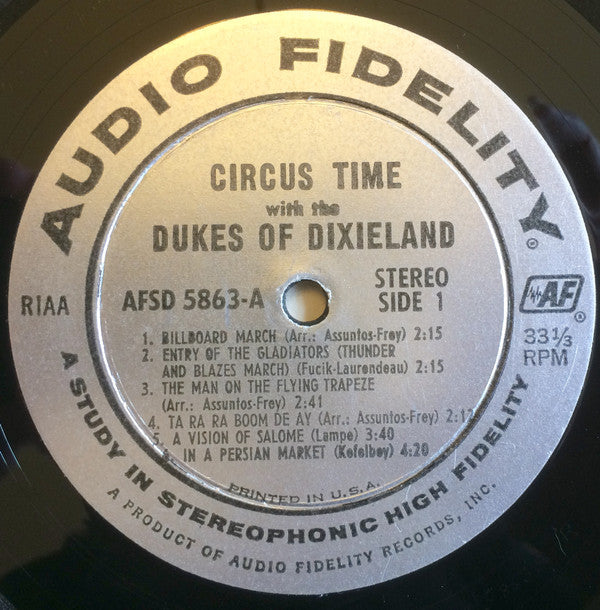 AUDIO FIDELITY®
CIRCUS TIME
with the
DUKES OF DIXIELAND
RIAA
AFSD 5863-A
STEREO
SIDE 1
AF®
33 1/3
RPM
1. BILLBOARD MARCH (Arr.: Assuntos-Frey) 2:15
2. ENTRY OF THE GLADIATORS (THUNDER
AND BLAZES MARCH) (Fucik-Laurendeau) 2:15
3. THE MAN ON THE FLYING TRAPEZE
(Arr.: Assuntos-Frey) 2:41
4. TA RA RA BOOM DE AY (Arr.: Assuntos-Frey) 2:12
5. A VISION OF SALOME (Lampe) 3:40
IN A PERSIAN MARKET (Ketelbey) 4:20
PRINTED IN U.S.A.
A STUDY IN STEREOPHONIC HIGH FIDELITY
A PRODUCT OF AUDIO FIDELITY RECORDS, INC.